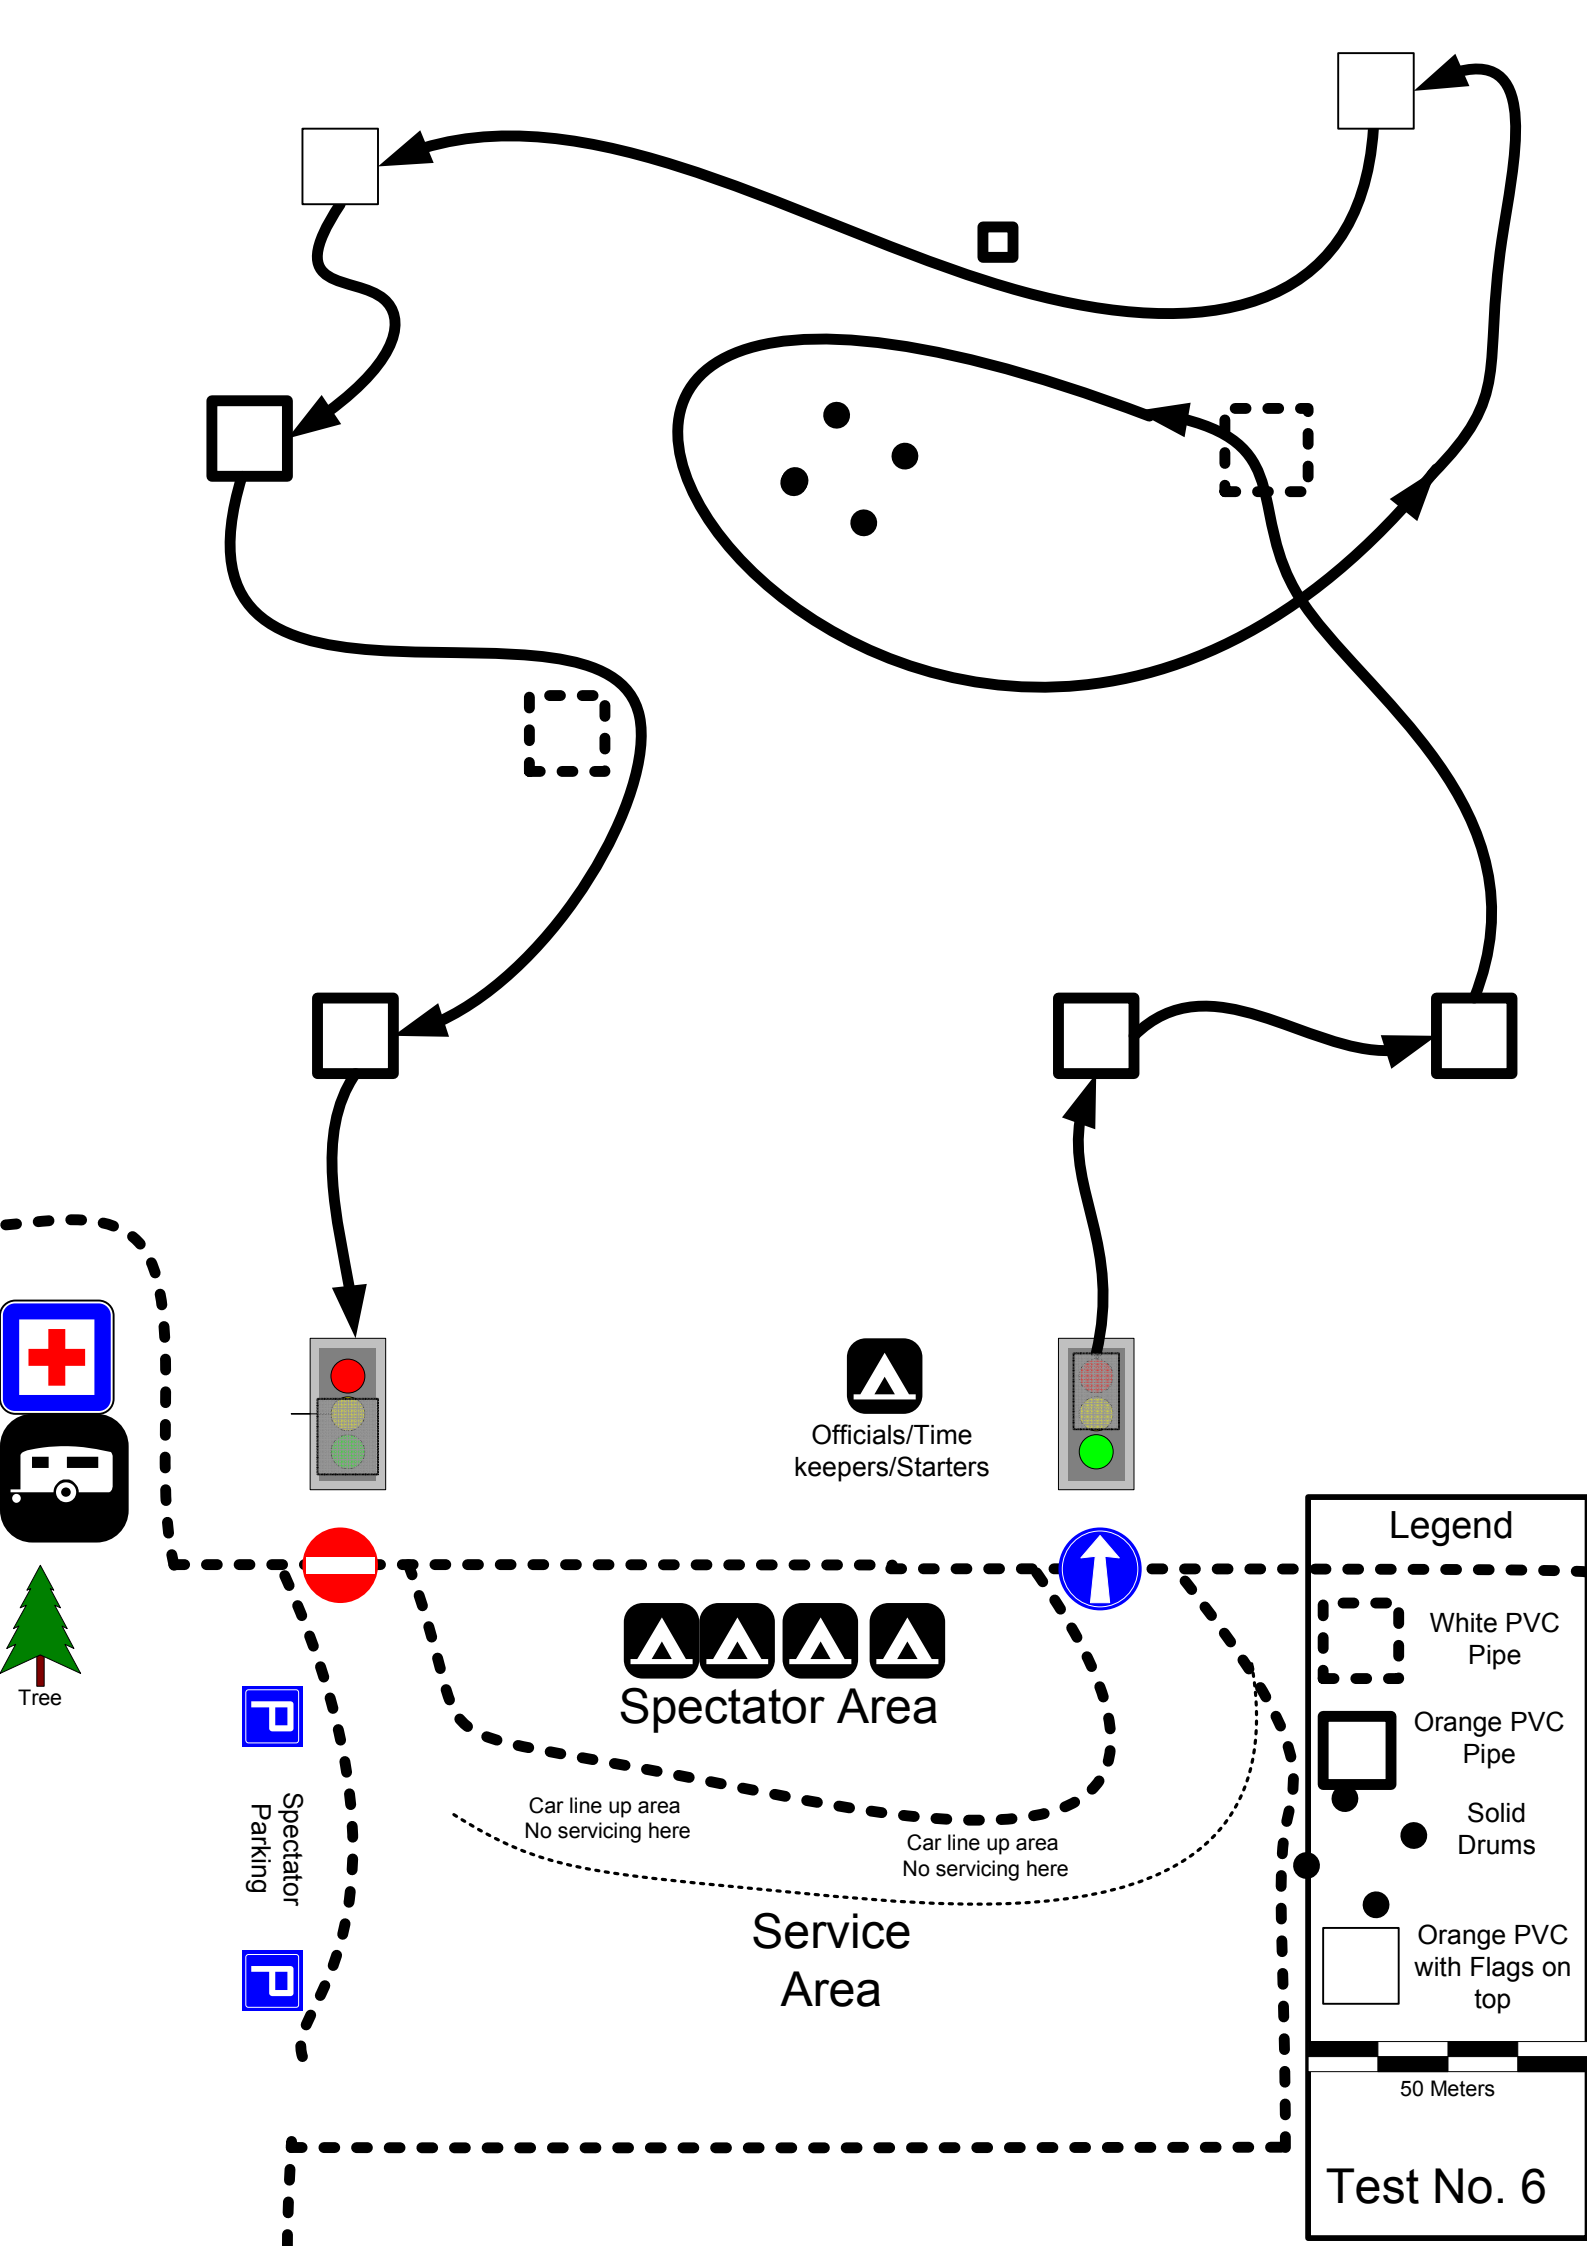 Officials/Time
keepers/Starters
Legend
White PVC
Pipe
Orange PVC
Pipe
Solid
Drums
Orange PVC
with Flags on
top
50 Meters
Test No. 6
Tree
Spectator Area
P
Spectator
Parking
P
Car line up area
No servicing here
Car line up area
No servicing here
Service
Area